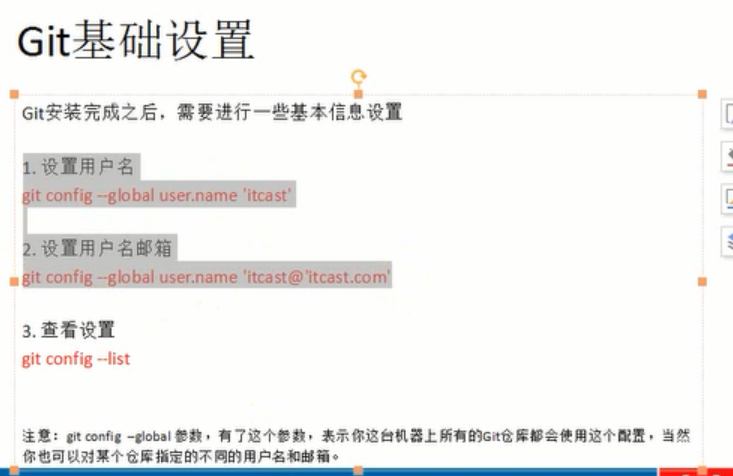 Git基础设置
Git安装完成之后，需要进行一些基本信息设置
1. 设置用户名
git config --global user.name 'itcast'
2. 设置用户名邮箱
git config --global user.name 'itcast@'itcast.com'
3. 查看设置
git config --list
注意：git config –global 参数，有了这个参数，表示你这台机器上所有的Git仓库都会使用这个配置，当然
你也可以对某个仓库指定的不同的用户名和邮箱。